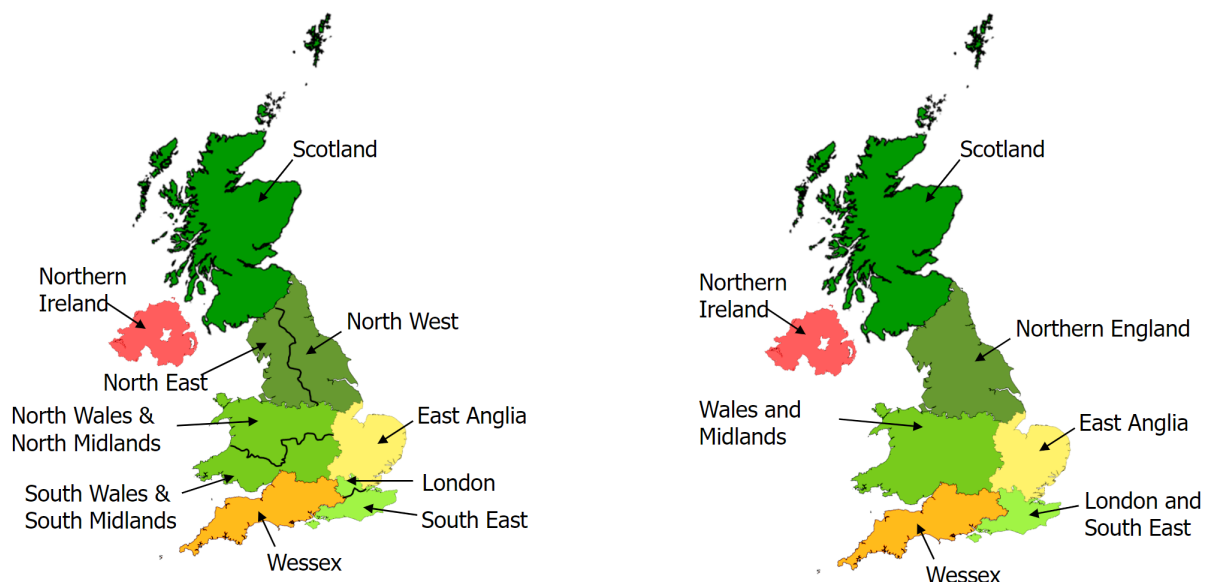 Scotland
Northern
Ireland
North West
North East
North Wales &
North Midlands
East Anglia
South Wales &
South Midlands
London
South East
Wessex
Scotland
Northern
Ireland
Northern England
Wales and
Midlands
East Anglia
London and
South East
Wessex